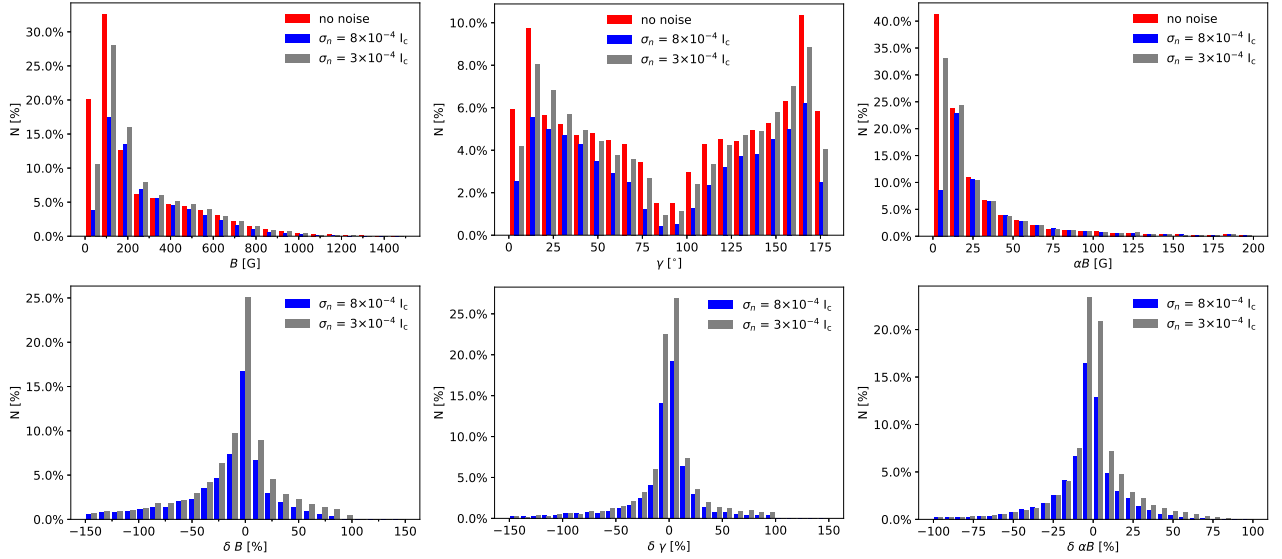 N [%]
30.0%
25.0%
20.0%
15.0%
10.0%
5.0%
0.0%
no noise
σn = 8×10−4 Ic
σn = 3×10−4 Ic
0 200 400 600 800 1000 1200 1400
B [G]
N [%]
10.0%
8.0%
6.0%
4.0%
2.0%
0.0%
no noise
σn = 8×10−4 Ic
σn = 3×10−4 Ic
0 25 50 75 100 125 150 175
γ [°]
N [%]
40.0%
35.0%
30.0%
25.0%
20.0%
15.0%
10.0%
5.0%
0.0%
no noise
σn = 8×10−4 Ic
σn = 3×10−4 Ic
0 25 50 75 100 125 150 175 200
αB [G]
N [%]
25.0%
20.0%
15.0%
10.0%
5.0%
0.0%
σn = 8×10−4 Ic
σn = 3×10−4 Ic
−150 −100 −50 0 50 100 150
δ B [%]
N [%]
25.0%
20.0%
15.0%
10.0%
5.0%
0.0%
σn = 8×10−4 Ic
σn = 3×10−4 Ic
−150 −100 −50 0 50 100 150
δ γ [%]
N [%]
20.0%
15.0%
10.0%
5.0%
0.0%
σn = 8×10−4 Ic
σn = 3×10−4 Ic
−100 −75 −50 −25 0 25 50 75 100
δ αB [%]